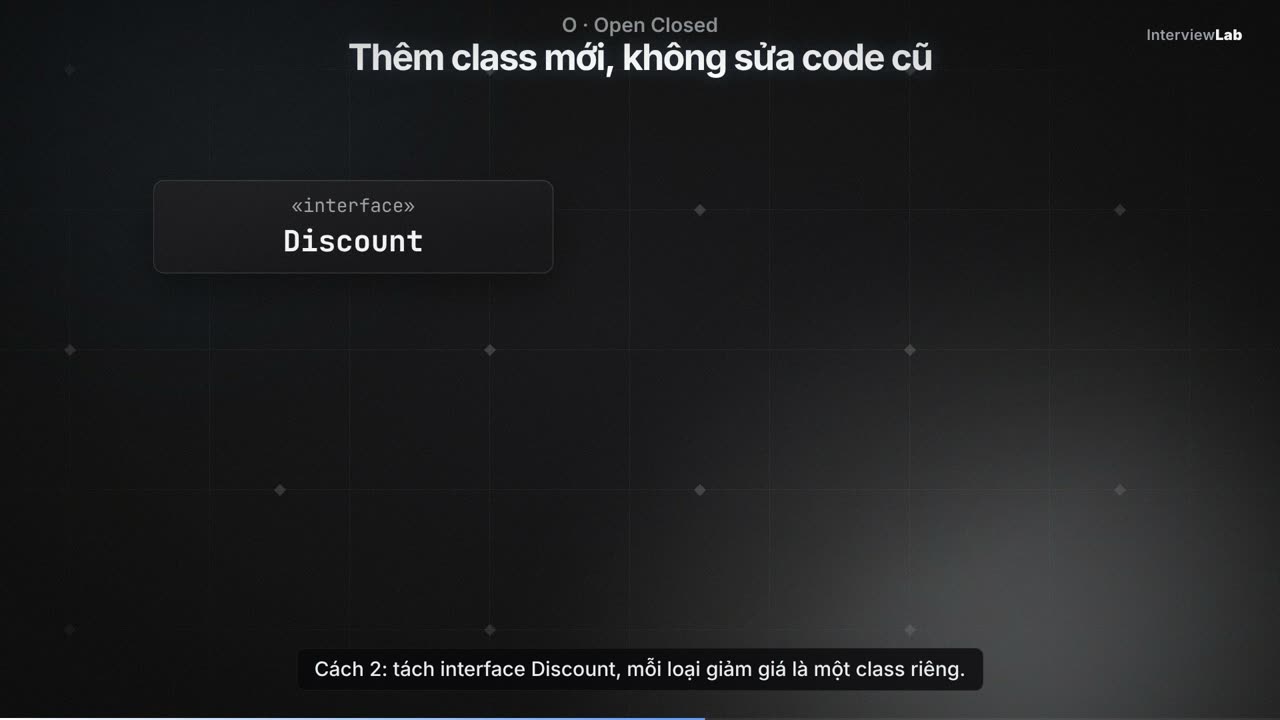 O · Open Closed
InterviewLab
Thêm class mới, không sửa code cũ
«interface»
Discount
Cách 2: tách interface Discount, mỗi loại giảm giá là một class riêng.